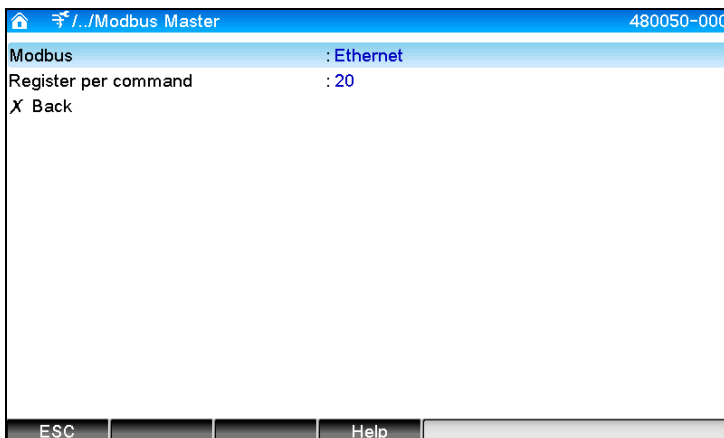 /../Modbus Master 480050-000
Modbus : Ethernet
Register per command : 20
X Back
ESC Help